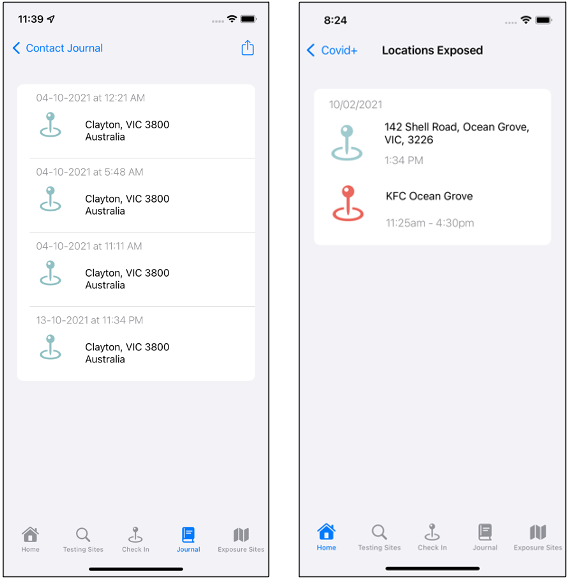 11:39
Contact Journal
04-10-2021 at 12:21 AM
Clayton, VIC 3800
Australia
04-10-2021 at 5:48 AM
Clayton, VIC 3800
Australia
04-10-2021 at 11:11 AM
Clayton, VIC 3800
Australia
13-10-2021 at 11:34 PM
Clayton, VIC 3800
Australia
Home Testing Sites Check In Journal Exposure Sites
8:24
Covid+ Locations Exposed
10/02/2021
142 Shell Road, Ocean Grove,
VIC, 3226
1:34 PM
KFC Ocean Grove
11:25am - 4:30pm
Home Testing Sites Check In Journal Exposure Sites